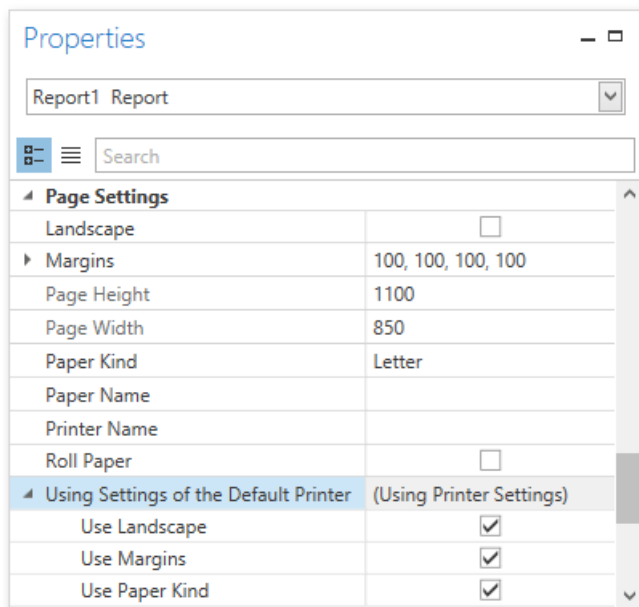 Properties
Report1 Report
Search
Page Settings
Landscape
Margins 100, 100, 100, 100
Page Height 1100
Page Width 850
Paper Kind Letter
Paper Name
Printer Name
Roll Paper
Using Settings of the Default Printer (Using Printer Settings)
Use Landscape
Use Margins
Use Paper Kind